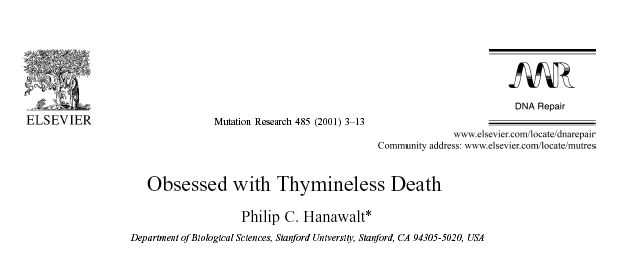 ELSEVIER
Mutation Research 485 (2001) 3–13
MR
DNA Repair
www.elsevier.com/locate/dnarepair
Community address: www.elsevier.com/locate/mutres
Obsessed with Thymineless Death
Philip C. Hanawalt*
Department of Biological Sciences, Stanford University, Stanford, CA 94305-5020, USA